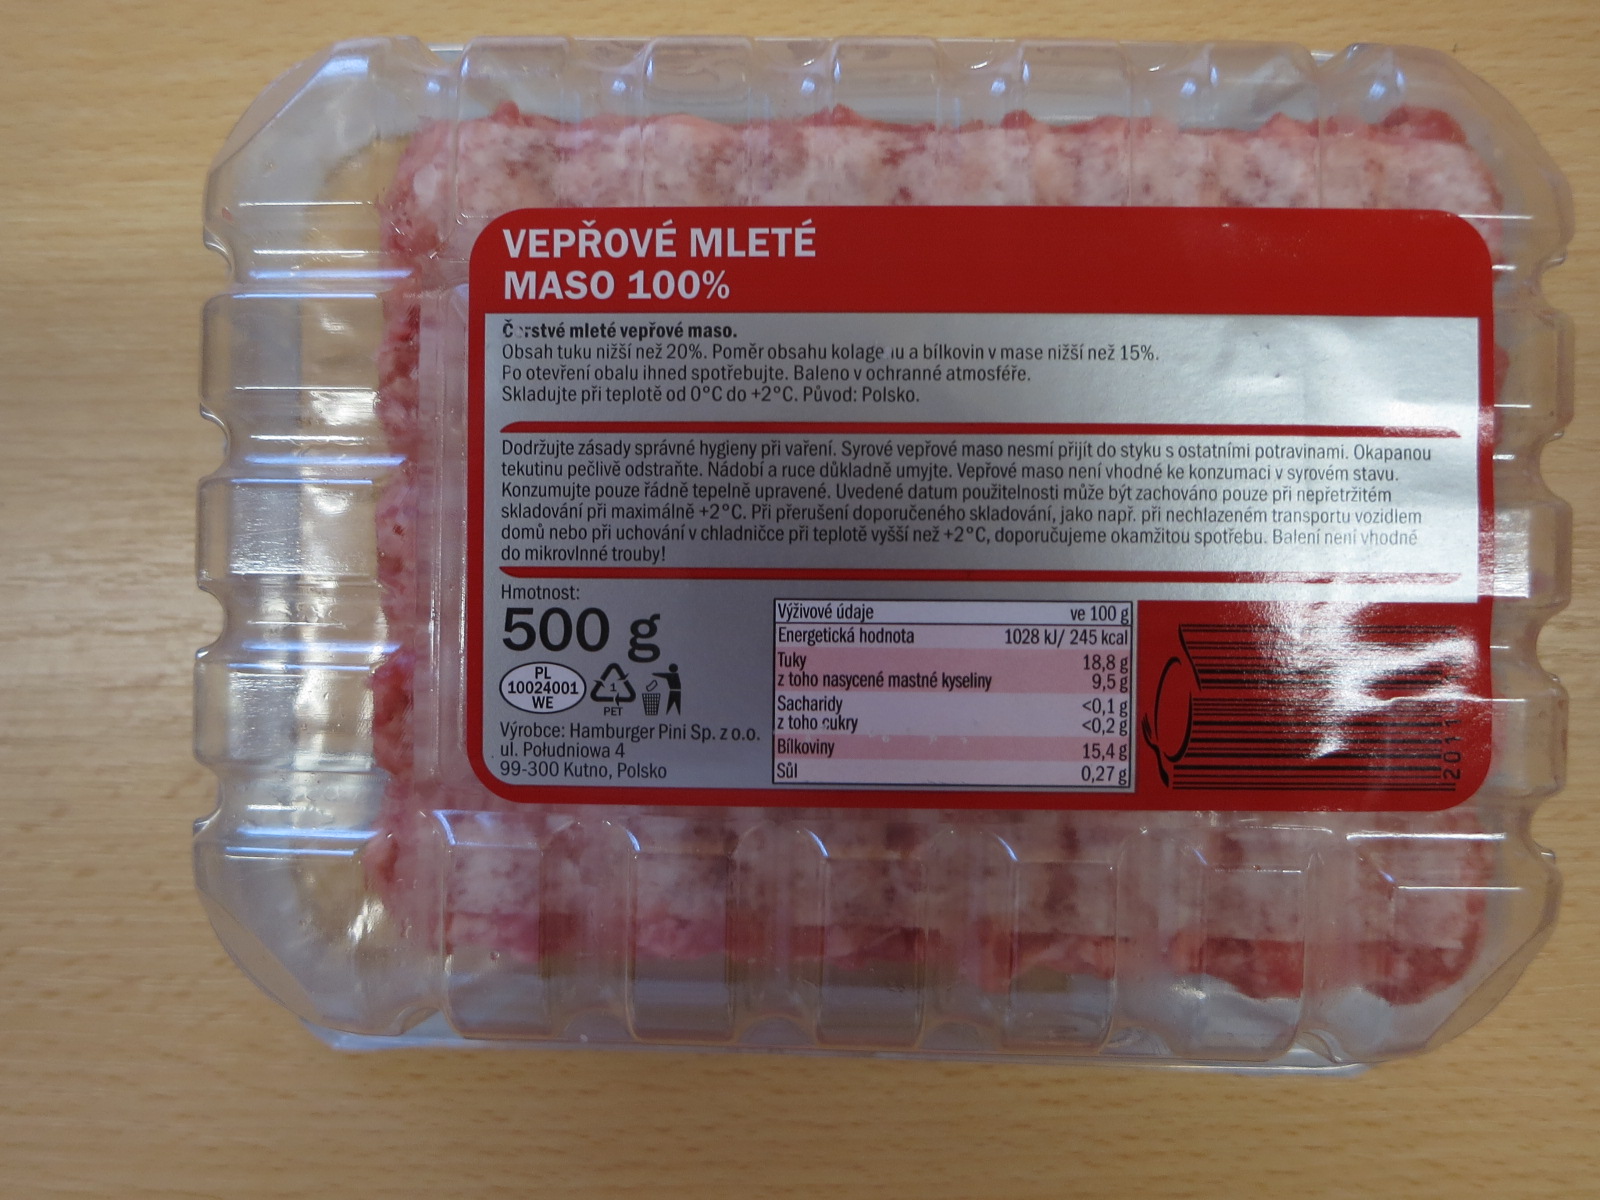 VEPŘOVÉ MLETÉ
MASO 100%
Čerstvé mleté vepřové maso.
Obsah tuku nižší než 20%. Poměr obsahu kolagenu a bílkovin v mase nižší než 15%.
Po otevření obalu ihned spotřebujte. Baleno v ochranné atmosféře.
Skladujte při teplotě od 0°C do +2°C. Původ: Polsko.
Dodržujte zásady správné hygieny při vaření. Syrové vepřové maso nesmí přijít do styku s ostatními potravinami. Okapanou
tekutinu pečlivě odstraňte. Nádobí a ruce důkladně umyjte. Vepřové maso není vhodné ke konzumaci v syrovém stavu.
Konzumujte pouze řádně tepelně upravené. Uvedené datum použitelnosti může být zachováno pouze při nepřetržitém
skladování při maximálně +2°C. Při přerušení doporučeného skladování, jako např. při nechlazeném transportu vozidlem
domů nebo při uchování v chladničce při teplotě vyšší než +2°C, doporučujeme okamžitou spotřebu. Balení není vhodné
do mikrovlnné trouby!
Hmotnost:
500 g
PL
10024001
WE
1
PET
Výrobce: Hamburger Pini Sp. z o.o.
ul. Południowa 4
99-300 Kutno, Polsko
Výživové údaje ve 100 g
Energetická hodnota 1028 kJ/ 245 kcal
Tuky 18,8 g
z toho nasycené mastné kyseliny 9,5 g
Sacharidy <0,1 g
z toho cukry <0,2 g
Bílkoviny 15,4 g
Sůl 0,27 g